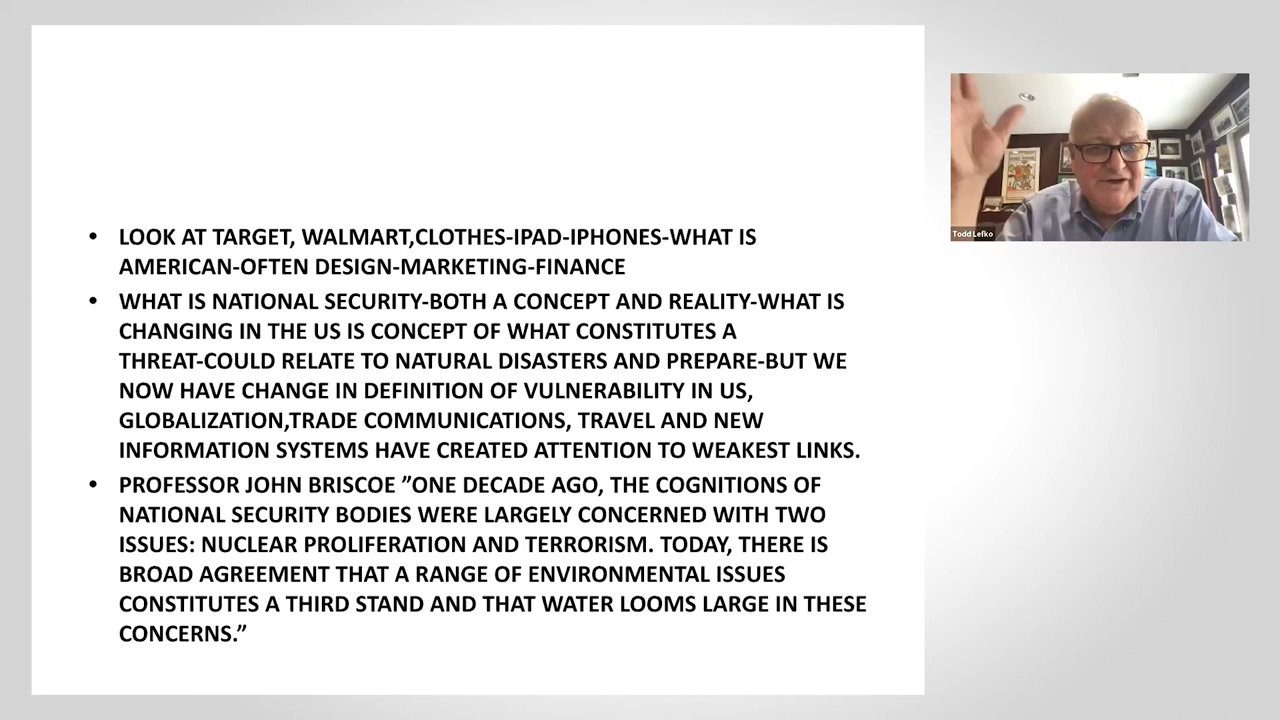 • LOOK AT TARGET, WALMART,CLOTHES-IPAD-IPHONES-WHAT IS
AMERICAN-OFTEN DESIGN-MARKETING-FINANCE
• WHAT IS NATIONAL SECURITY-BOTH A CONCEPT AND REALITY-WHAT IS
CHANGING IN THE US IS CONCEPT OF WHAT CONSTITUTES A
THREAT-COULD RELATE TO NATURAL DISASTERS AND PREPARE-BUT WE
NOW HAVE CHANGE IN DEFINITION OF VULNERABILITY IN US,
GLOBALIZATION,TRADE COMMUNICATIONS, TRAVEL AND NEW
INFORMATION SYSTEMS HAVE CREATED ATTENTION TO WEAKEST LINKS.
• PROFESSOR JOHN BRISCOE ”ONE DECADE AGO, THE COGNITIONS OF
NATIONAL SECURITY BODIES WERE LARGELY CONCERNED WITH TWO
ISSUES: NUCLEAR PROLIFERATION AND TERRORISM. TODAY, THERE IS
BROAD AGREEMENT THAT A RANGE OF ENVIRONMENTAL ISSUES
CONSTITUTES A THIRD STAND AND THAT WATER LOOMS LARGE IN THESE
CONCERNS.”
Todd Lefko